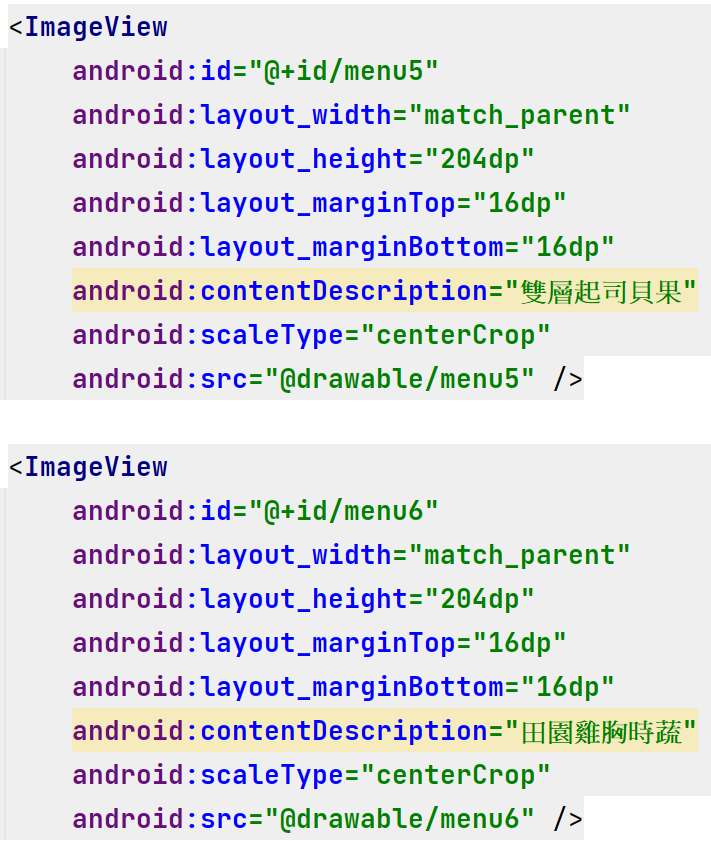 <ImageView
android:id="@+id/menu5"
android:layout_width="match_parent"
android:layout_height="204dp"
android:layout_marginTop="16dp"
android:layout_marginBottom="16dp"
android:contentDescription="雙層起司貝果"
android:scaleType="centerCrop"
android:src="@drawable/menu5" />
<ImageView
android:id="@+id/menu6"
android:layout_width="match_parent"
android:layout_height="204dp"
android:layout_marginTop="16dp"
android:layout_marginBottom="16dp"
android:contentDescription="田園雞胸時蔬"
android:scaleType="centerCrop"
android:src="@drawable/menu6" />